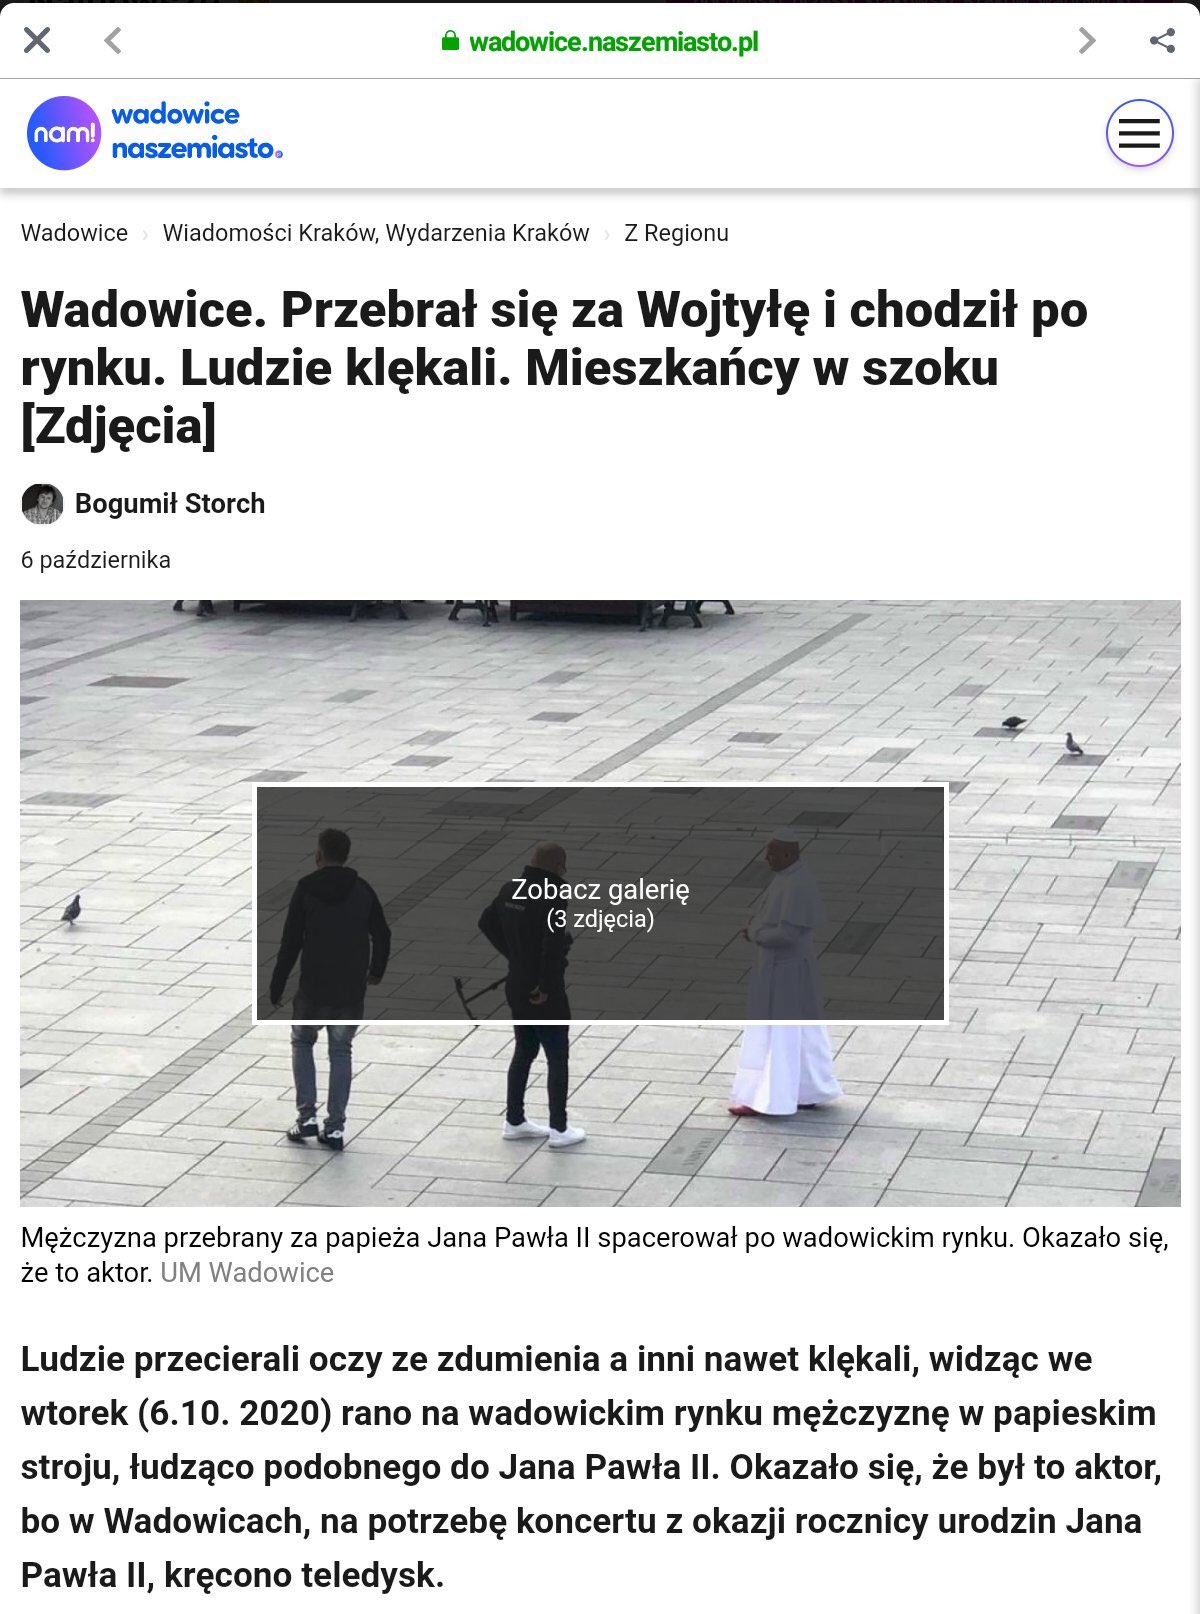 wadowice.naszemiasto.pl
nam!
wadowice
naszemiasto.
Wadowice › Wiadomości Kraków, Wydarzenia Kraków › Z Regionu
Wadowice. Przebrał się za Wojtyłę i chodził po
rynku. Ludzie klękali. Mieszkańcy w szoku
[Zdjęcia]
Bogumił Storch
6 października
Zobacz galerię
(3 zdjęcia)
Mężczyzna przebrany za papieża Jana Pawła II spacerował po wadowickim rynku. Okazało się,
że to aktor. UM Wadowice
Ludzie przecierali oczy ze zdumienia a inni nawet klękali, widząc we
wtorek (6.10. 2020) rano na wadowickim rynku mężczyznę w papieskim
stroju, łudząco podobnego do Jana Pawła II. Okazało się, że był to aktor,
bo w Wadowicach, na potrzebę koncertu z okazji rocznicy urodzin Jana
Pawła II, kręcono teledysk.